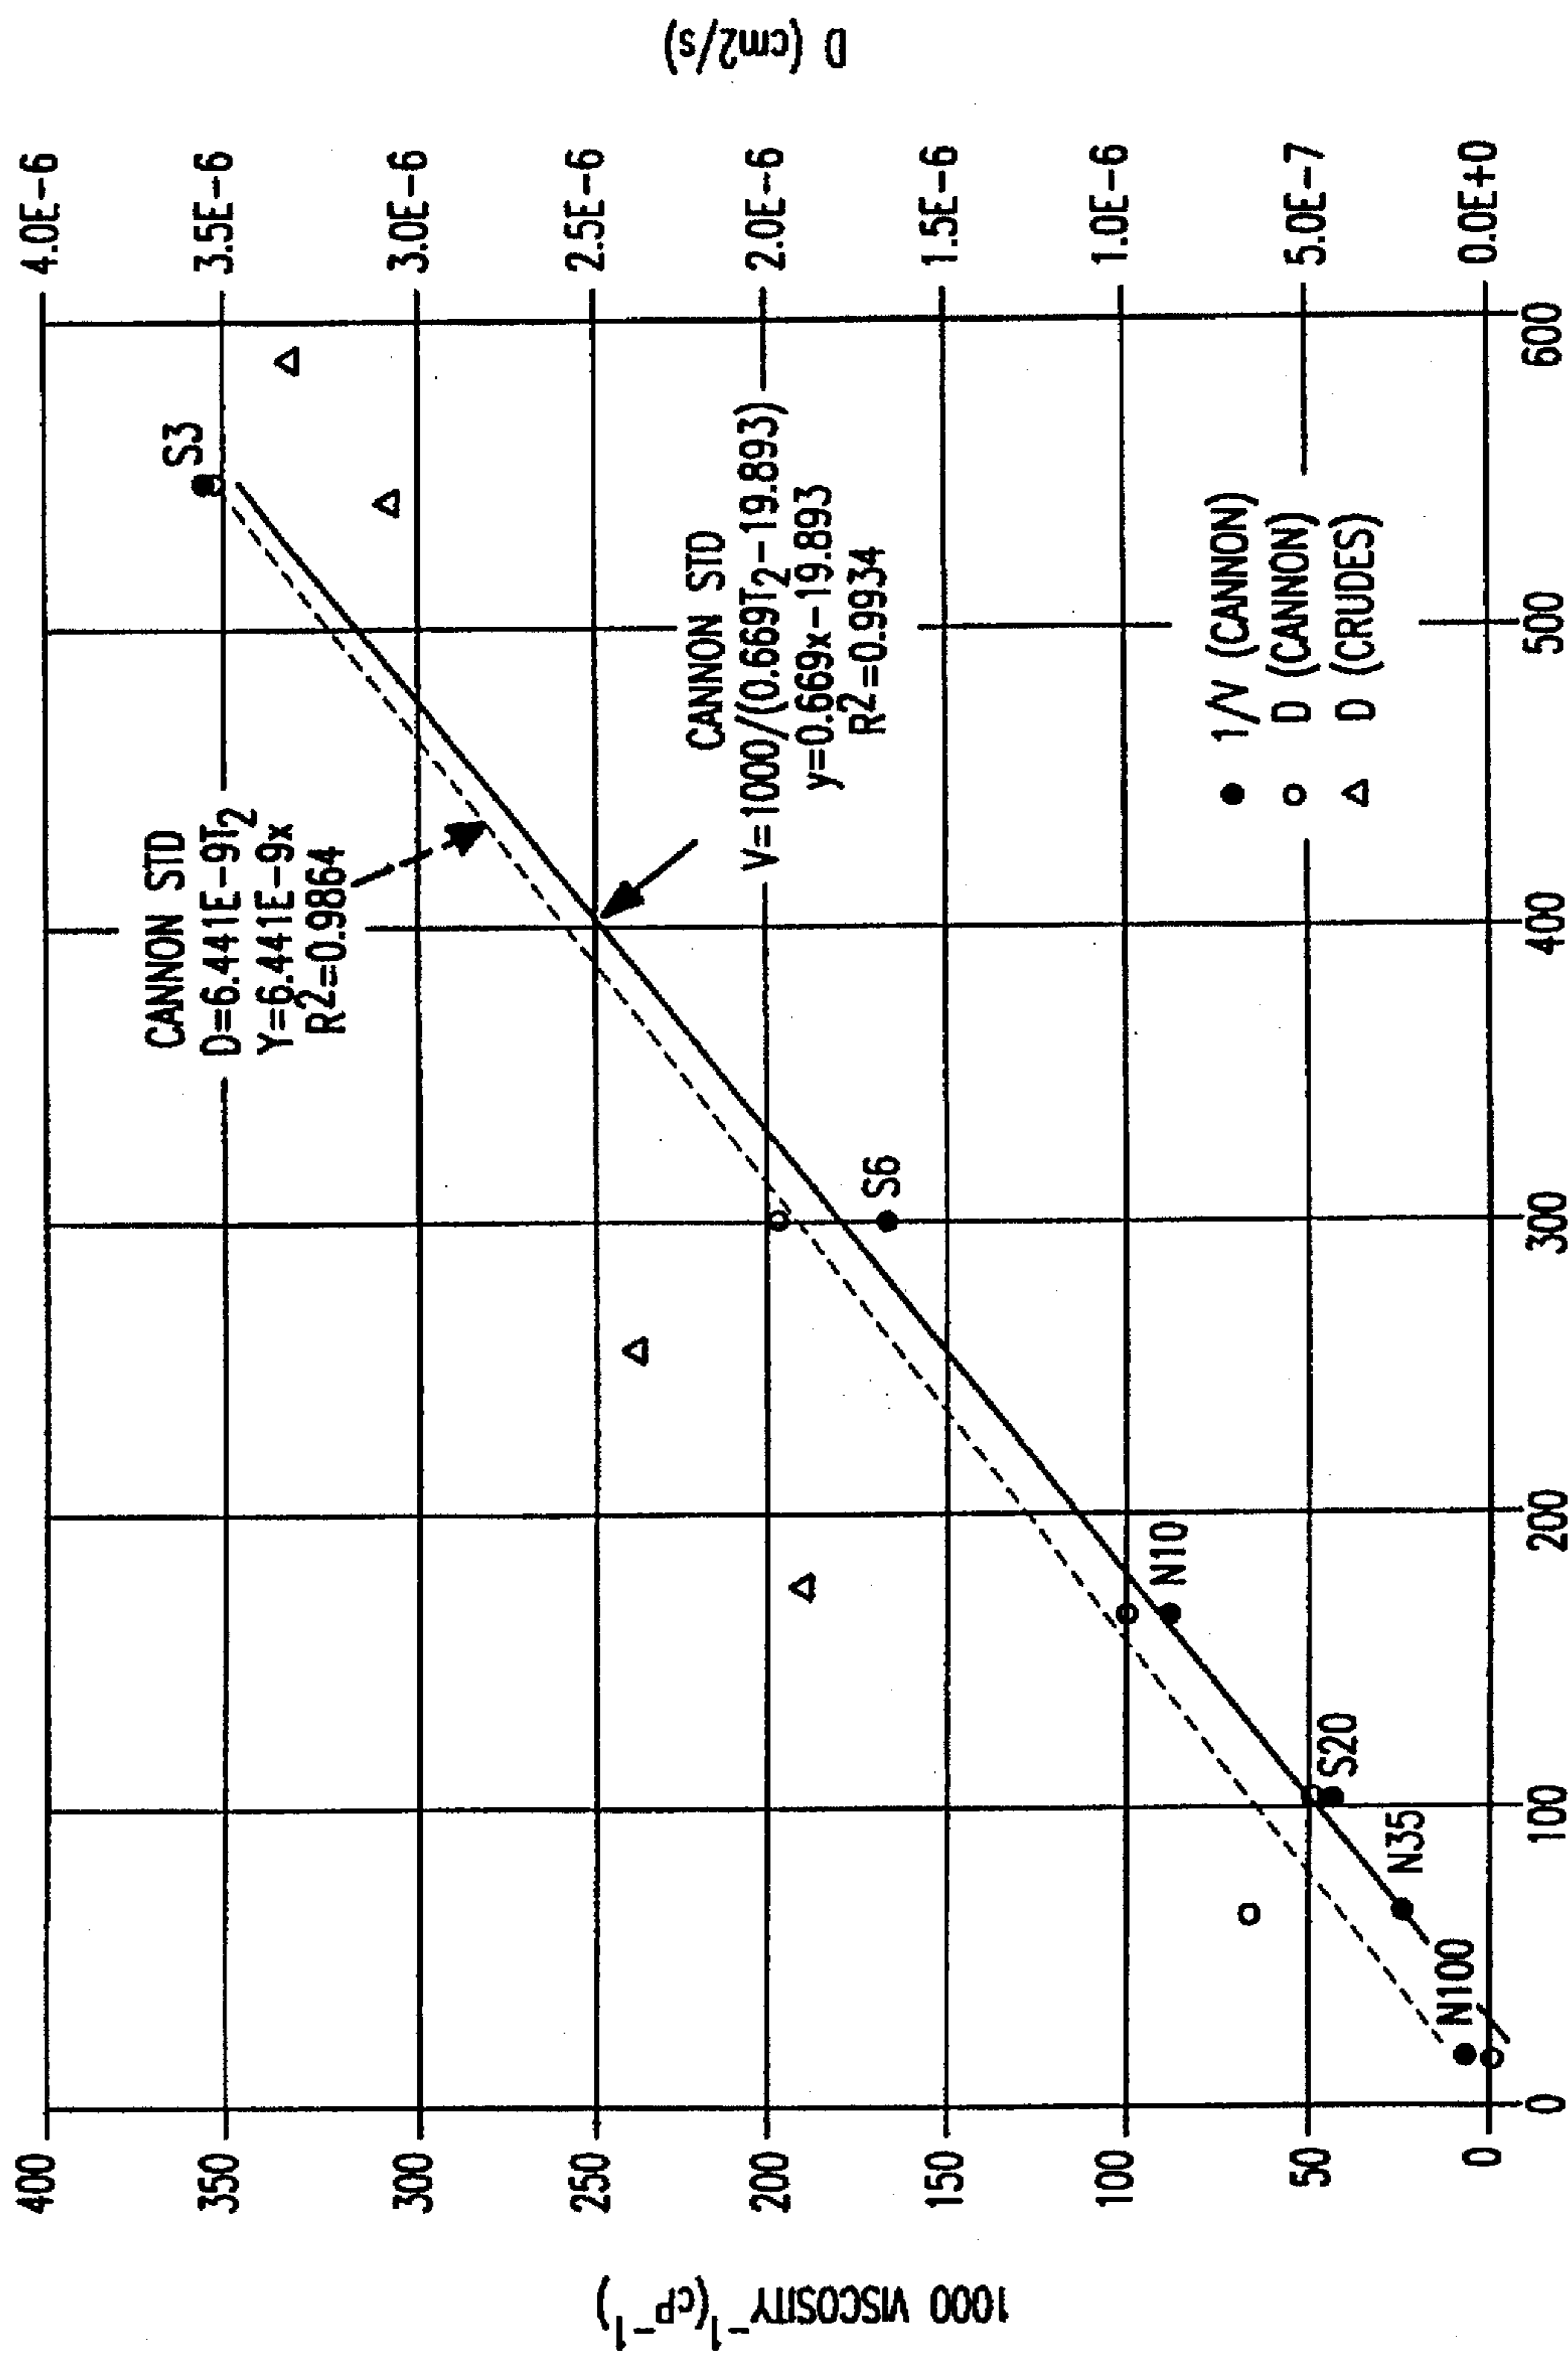 1000 VISCOSITY⁻¹(cP⁻¹)
400
350
300
250
200
150
100
50
0
CANNON STD
D=6.441E-9T₂
Y=6.441E-9x
R²=0.9864
S3
CANNON STD
V=1000/(0.669T₂-19.893)
y=0.669x-19.893
R²=0.9934
S6
N10
S20
N35
N100
● 1/V (CANNON)
○ D (CANNON)
△ D (CRUDES)
4.0E-6
3.5E-6
3.0E-6
2.5E-6
2.0E-6
1.5E-6
1.0E-6
5.0E-7
0.0E+0
D (cm2/s)
0 100 200 300 400 500 600